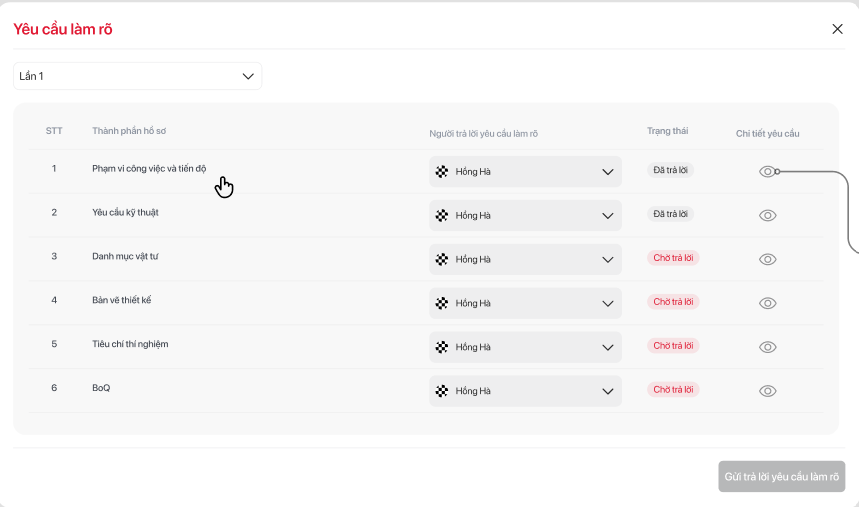 Yêu cầu làm rõ
Lần 1
STT Thành phần hồ sơ Người trả lời yêu cầu làm rõ Trạng thái Chi tiết yêu cầu
1 Phạm vi công việc và tiến độ Hồng Hà Đã trả lời
2 Yêu cầu kỹ thuật Hồng Hà Đã trả lời
3 Danh mục vật tư Hồng Hà Chờ trả lời
4 Bản vẽ thiết kế Hồng Hà Chờ trả lời
5 Tiêu chí thí nghiệm Hồng Hà Chờ trả lời
6 BoQ Hồng Hà Chờ trả lời
Gửi trả lời yêu cầu làm rõ